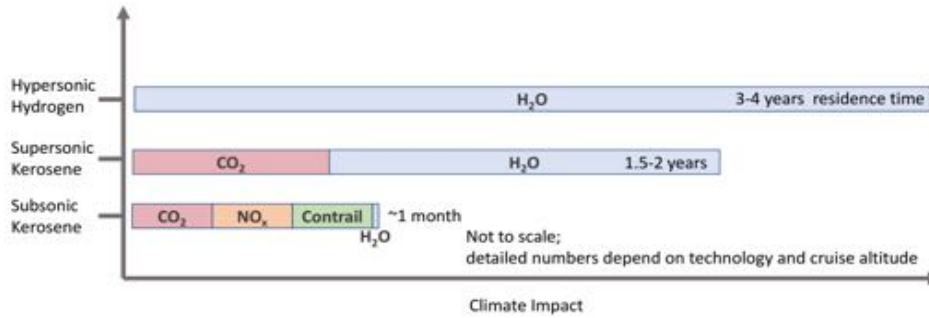 Hypersonic
Hydrogen
H₂O
3-4 years residence time
Supersonic
Kerosene
CO₂
H₂O
1.5-2 years
Subsonic
Kerosene
CO₂
NOₓ
Contrail
H₂O
~1 month
Not to scale;
detailed numbers depend on technology and cruise altitude
Climate Impact